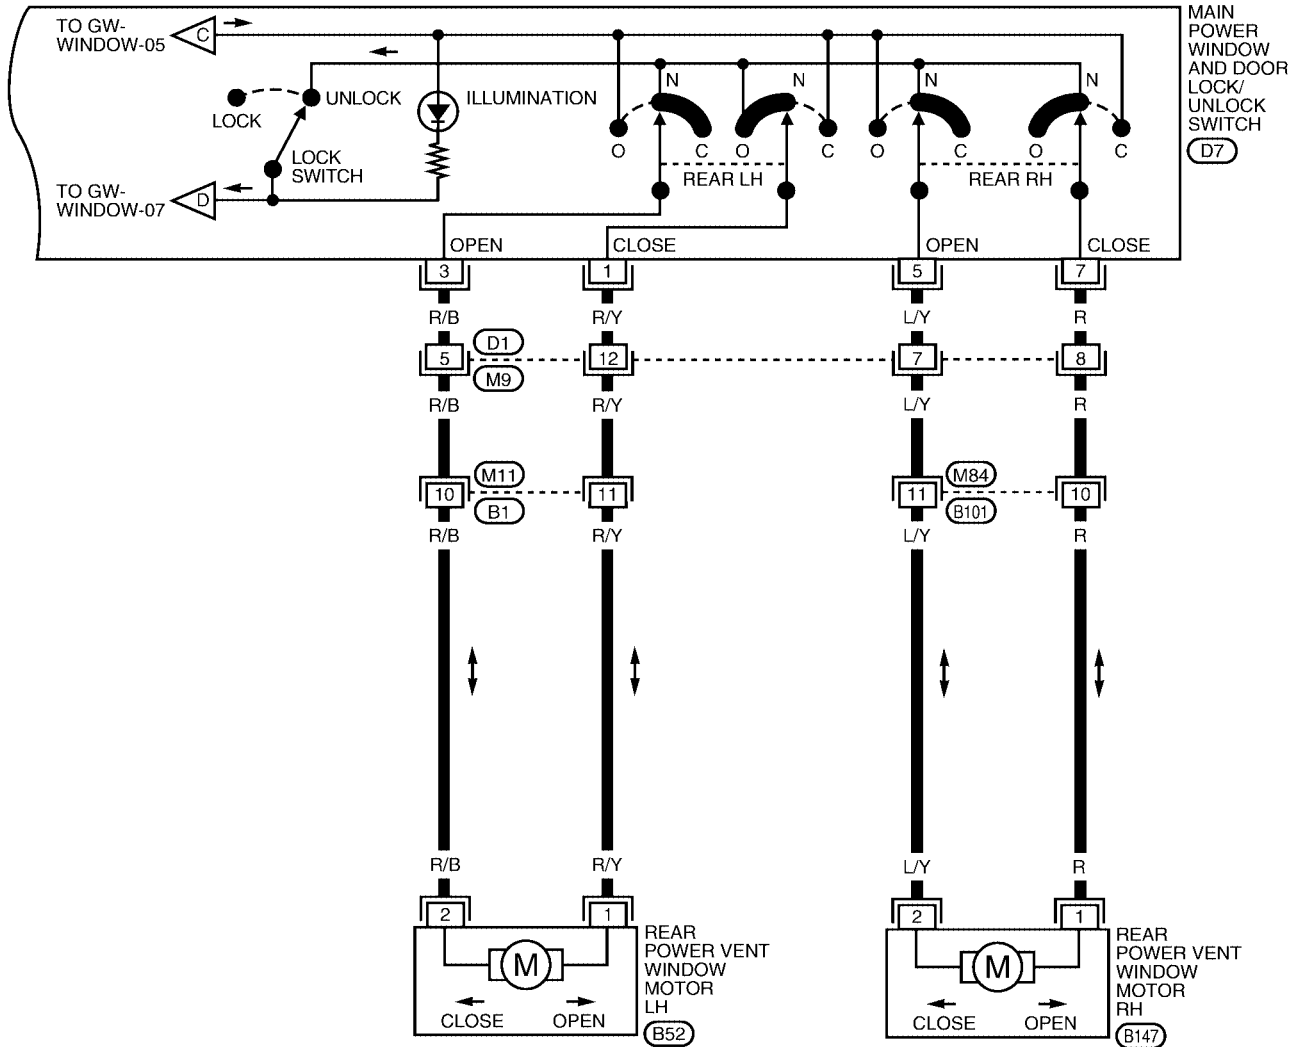 TO GW-
WINDOW-05
C
MAIN
POWER
WINDOW
AND DOOR
LOCK/
UNLOCK
SWITCH
D7
N
N
N
N
UNLOCK
ILLUMINATION
LOCK
O
C
O
C
O
C
O
C
LOCK
SWITCH
REAR LH
REAR RH
TO GW-
WINDOW-07
D
OPEN
CLOSE
OPEN
CLOSE
3
1
5
7
R/B
R/Y
L/Y
R
D1
5
12
7
8
M9
R/B
R/Y
L/Y
R
M11
M84
10
11
11
10
B1
B101
R/B
R/Y
L/Y
R
R/B
R/Y
L/Y
R
2
1
2
1
M
CLOSE
OPEN
REAR
POWER VENT
WINDOW
MOTOR
LH
B52
M
CLOSE
OPEN
REAR
POWER VENT
WINDOW
MOTOR
RH
B147